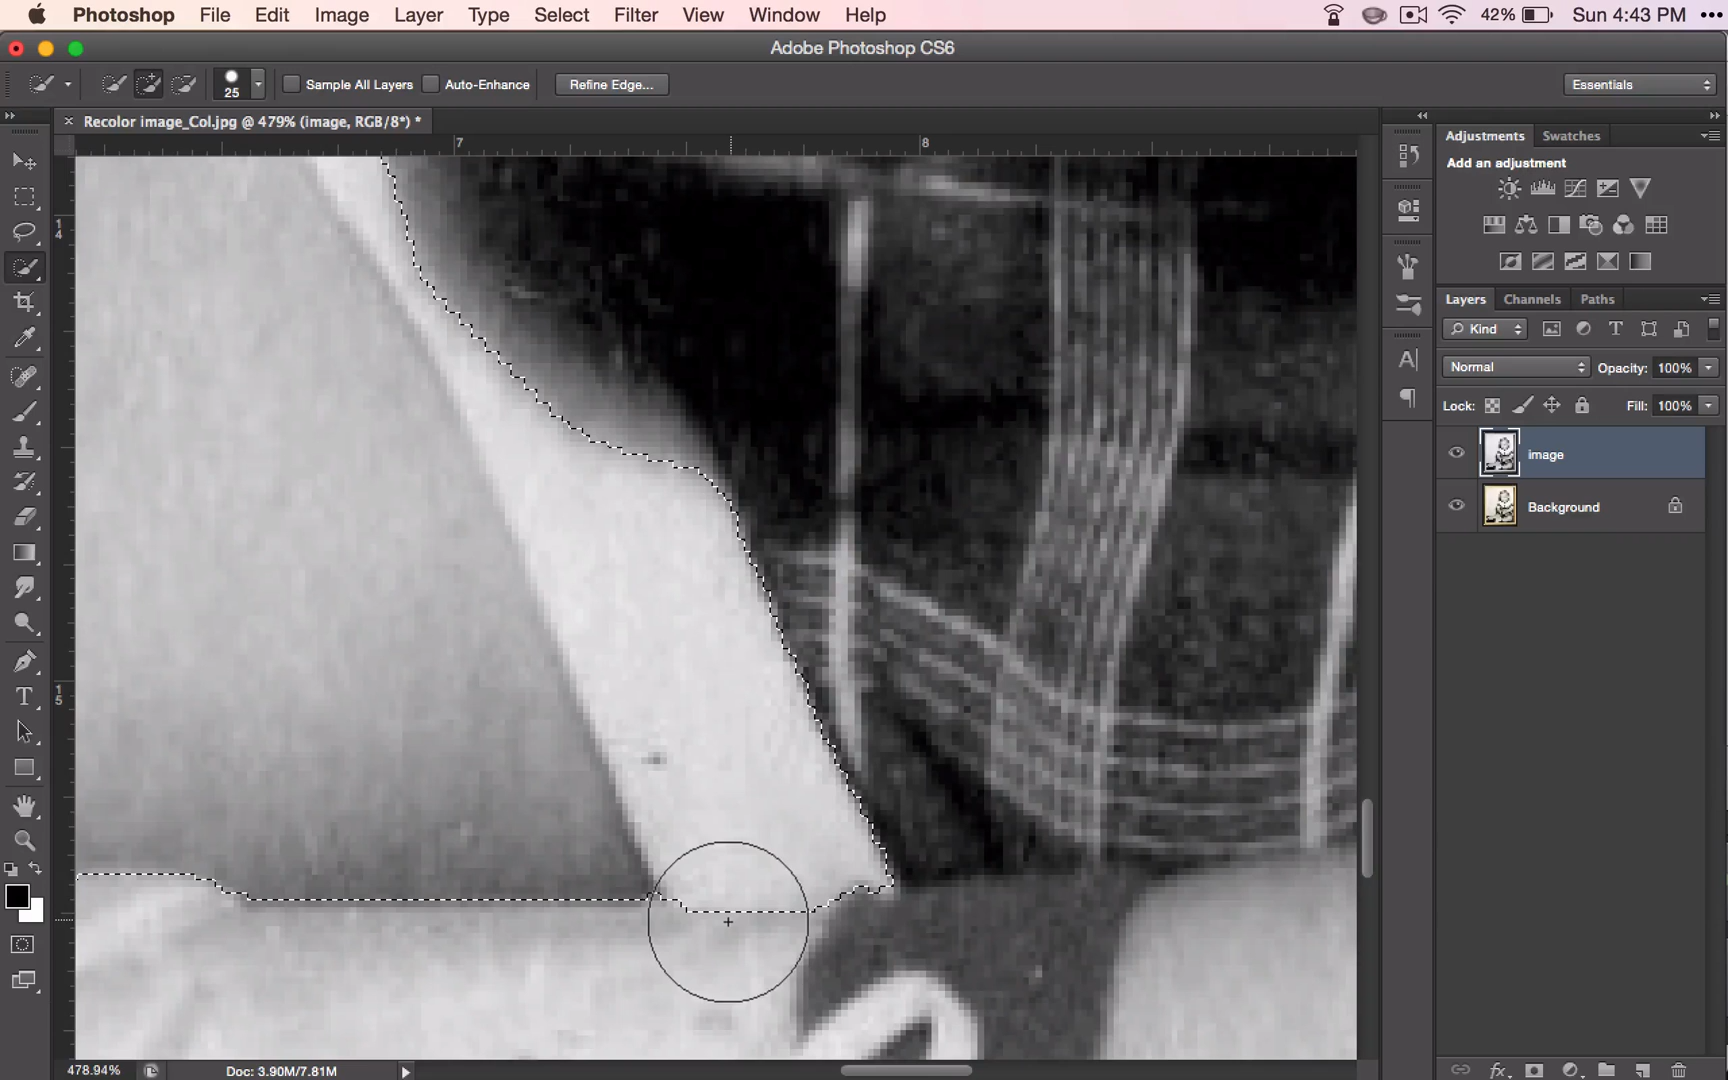 Photoshop File Edit Image Layer Type Select Filter View Window Help 42% Sun 4:43 PM
Adobe Photoshop CS6
25 Sample All Layers Auto-Enhance Refine Edge... Essentials
× Recolor image_Col.jpg @ 479% (image, RGB/8*) *
7 8
Adjustments Swatches
Add an adjustment
14
Layers Channels Paths
Kind
Normal Opacity: 100%
Lock: Fill: 100%
image
Background
15
478.94% Doc: 3.90M/7.81M